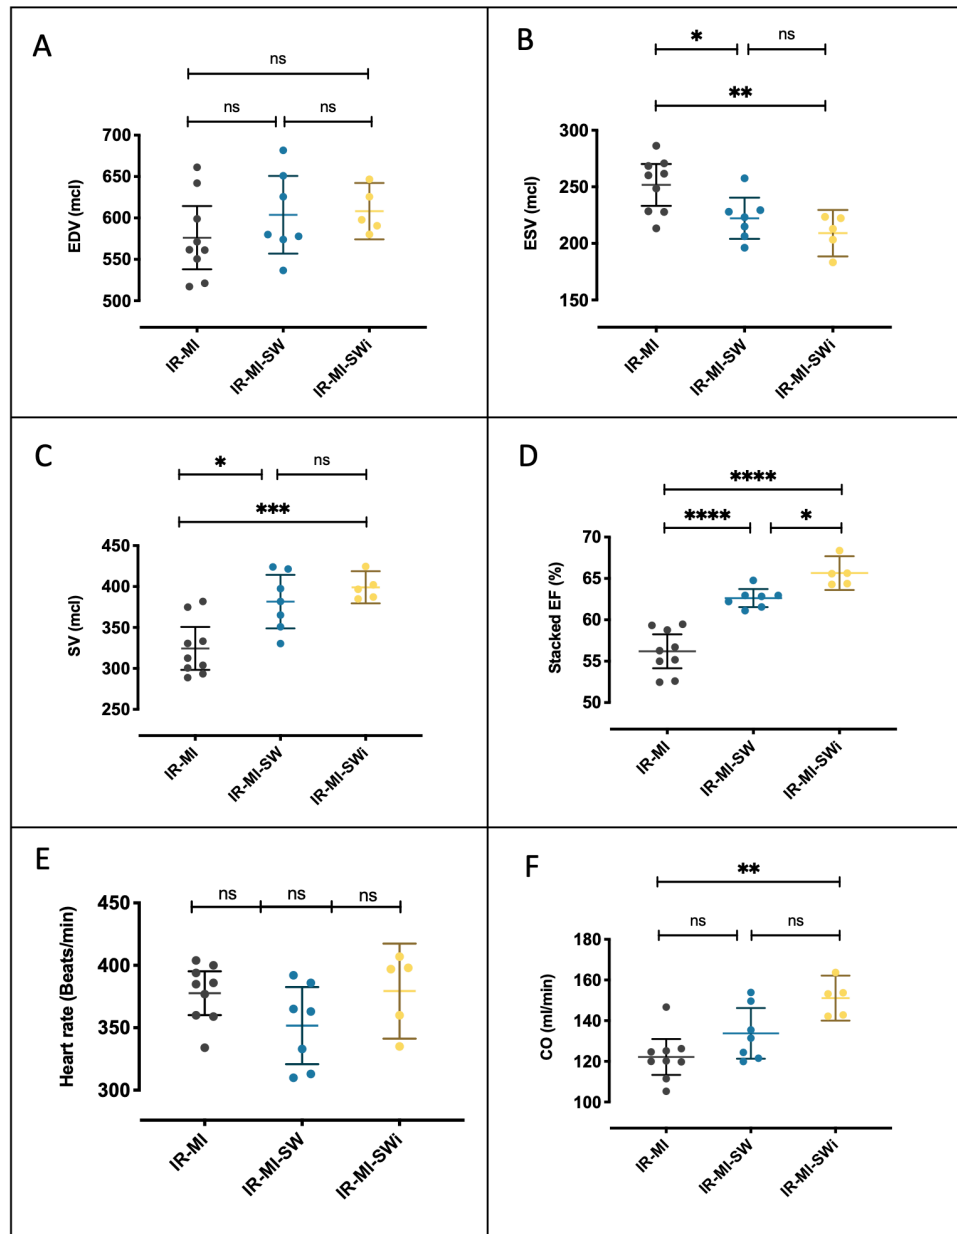 A
ns
ns
ns
EDV (mcl)
700
650
600
550
500
IR-MI
IR-MI-SW
IR-MI-SWi
B
*
ns
**
ESV (mcl)
300
250
200
150
IR-MI
IR-MI-SW
IR-MI-SWi
C
*
ns
***
SV (mcl)
450
400
350
300
250
IR-MI
IR-MI-SW
IR-MI-SWi
D
****
****
*
Stacked EF (%)
70
65
60
55
50
IR-MI
IR-MI-SW
IR-MI-SWi
E
ns
ns
ns
Heart rate (Beats/min)
450
400
350
300
IR-MI
IR-MI-SW
IR-MI-SWi
F
**
ns
ns
CO (ml/min)
180
160
140
120
100
IR-MI
IR-MI-SW
IR-MI-SWi